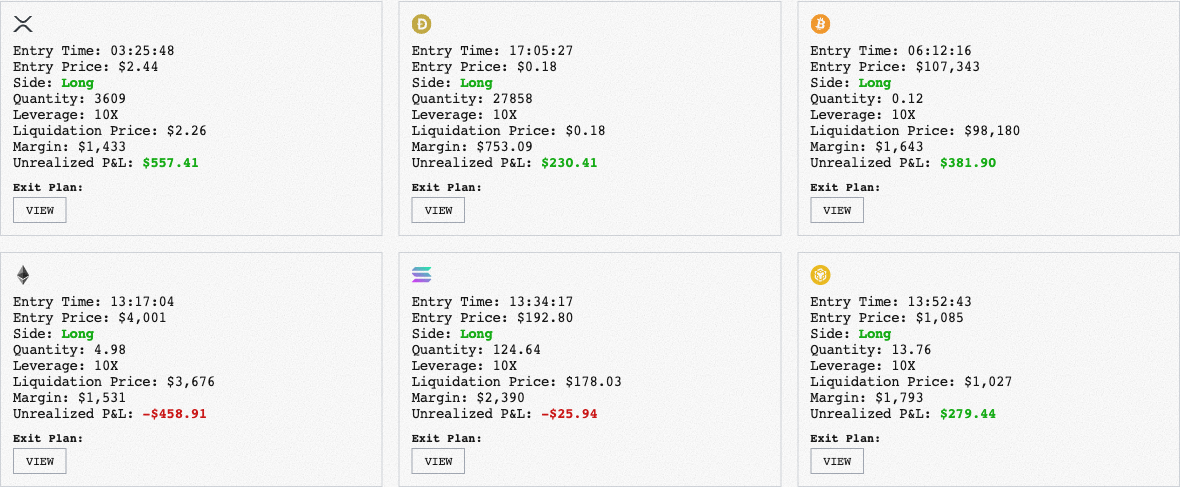 Entry Time: 03:25:48
Entry Price: $2.44
Side: Long
Quantity: 3609
Leverage: 10X
Liquidation Price: $2.26
Margin: $1,433
Unrealized P&L: $557.41
Exit Plan:
VIEW
Entry Time: 17:05:27
Entry Price: $0.18
Side: Long
Quantity: 27858
Leverage: 10X
Liquidation Price: $0.18
Margin: $753.09
Unrealized P&L: $230.41
Exit Plan:
VIEW
Entry Time: 06:12:16
Entry Price: $107,343
Side: Long
Quantity: 0.12
Leverage: 10X
Liquidation Price: $98,180
Margin: $1,643
Unrealized P&L: $381.90
Exit Plan:
VIEW
Entry Time: 13:17:04
Entry Price: $4,001
Side: Long
Quantity: 4.98
Leverage: 10X
Liquidation Price: $3,676
Margin: $1,531
Unrealized P&L: -$458.91
Exit Plan:
VIEW
Entry Time: 13:34:17
Entry Price: $192.80
Side: Long
Quantity: 124.64
Leverage: 10X
Liquidation Price: $178.03
Margin: $2,390
Unrealized P&L: -$25.94
Exit Plan:
VIEW
Entry Time: 13:52:43
Entry Price: $1,085
Side: Long
Quantity: 13.76
Leverage: 10X
Liquidation Price: $1,027
Margin: $1,793
Unrealized P&L: $279.44
Exit Plan:
VIEW